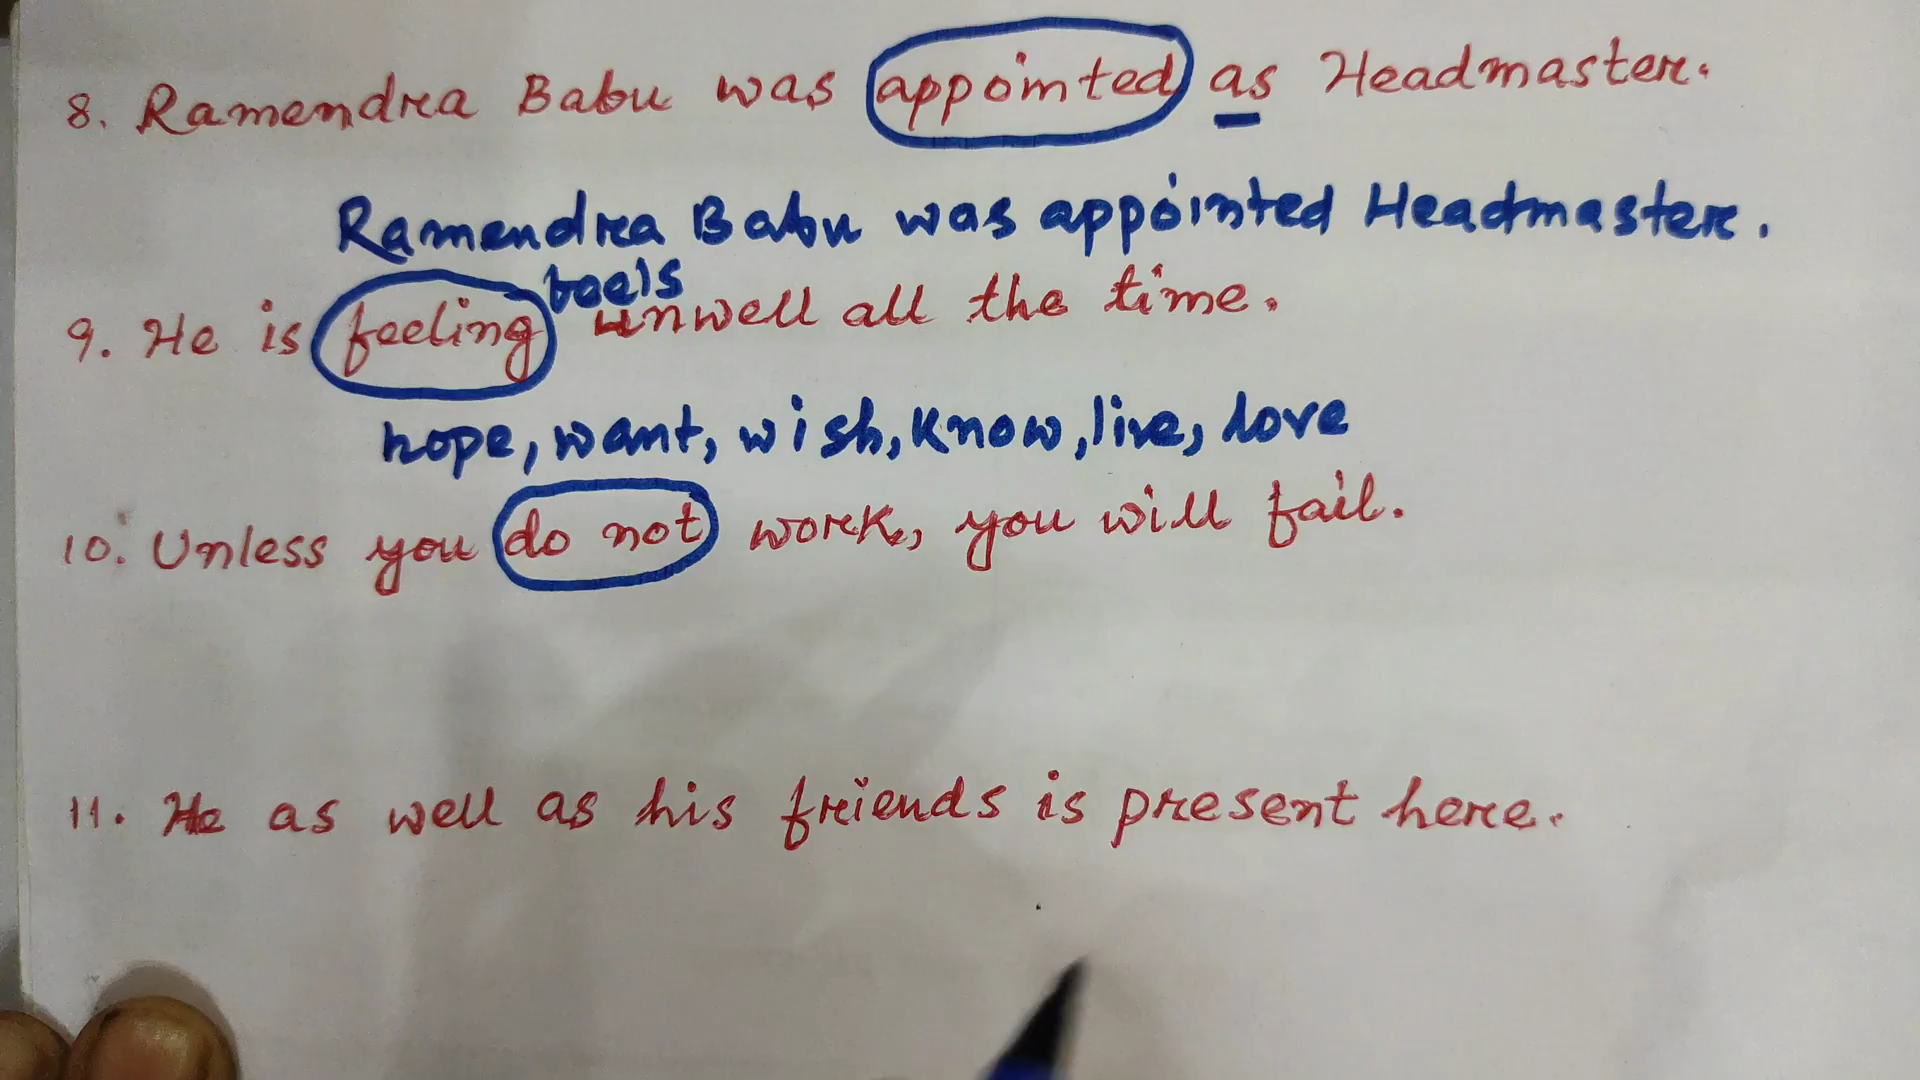 8. Ramendra Babu was appointed as Headmaster.
Ramendra Babu was appointed Headmaster.
feels
9. He is feeling unwell all the time.
hope, want, wish, know, live, love
10. Unless you do not work, you will fail.
11. He as well as his friends is present here.